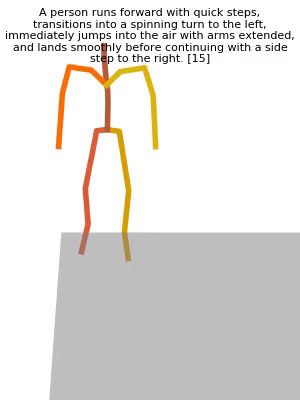 A person runs forward with quick steps,
transitions into a spinning turn to the left,
immediately jumps into the air with arms extended,
and lands smoothly before continuing with a side
step to the right. [15]